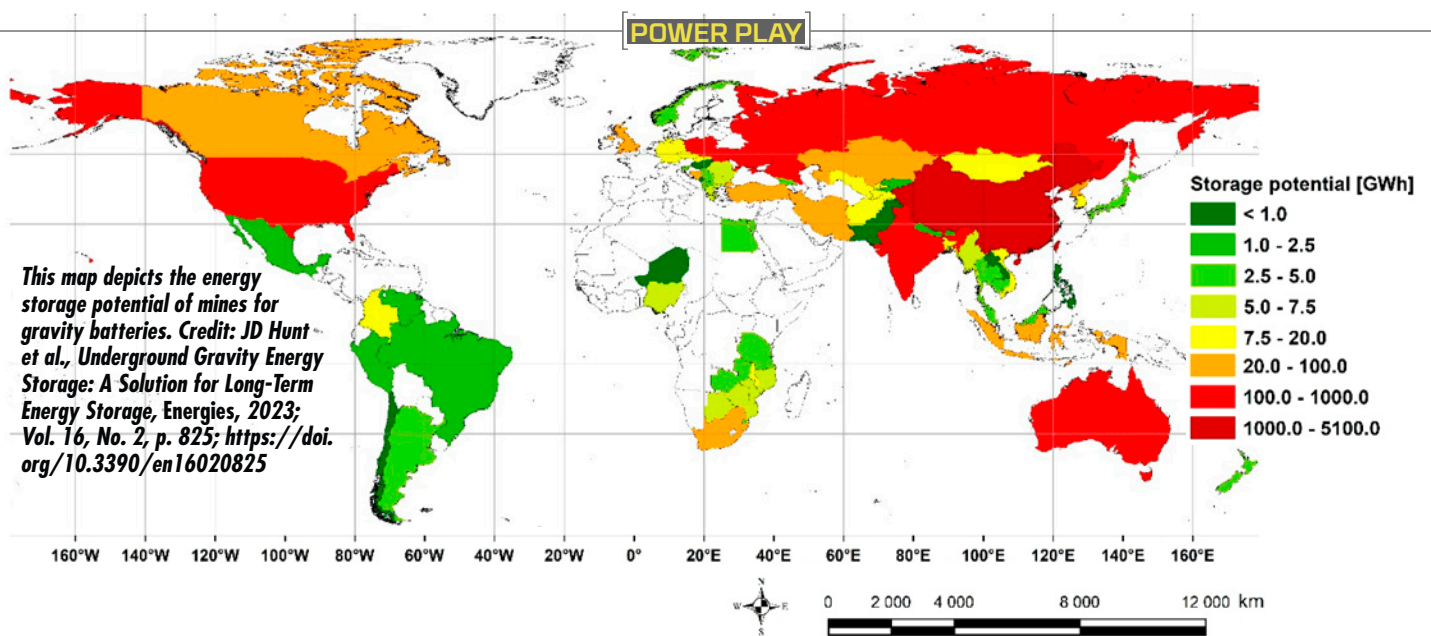 POWER PLAY
This map depicts the energy
storage potential of mines for
gravity batteries. Credit: JD Hunt
et al., Underground Gravity Energy
Storage: A Solution for Long-Term
Energy Storage, Energies, 2023;
Vol. 16, No. 2, p. 825; https://doi.
org/10.3390/en16020825
Storage potential [GWh]
< 1.0
1.0 - 2.5
2.5 - 5.0
5.0 - 7.5
7.5 - 20.0
20.0 - 100.0
100.0 - 1000.0
1000.0 - 5100.0
160°W 140°W 120°W 100°W 80°W 60°W 40°W 20°W 0° 20°E 40°E 60°E 80°E 100°E 120°E 140°E 160°E
N
W E
S
0 2 000 4 000 8 000 12 000 km